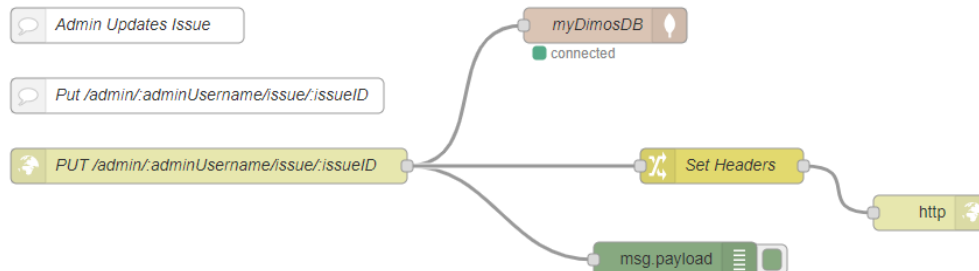 Admin Updates Issue
myDimosDB
connected
Put /admin/:adminUsername/issue/:issueID
PUT /admin/:adminUsername/issue/:issueID
Set Headers
http
msg.payload